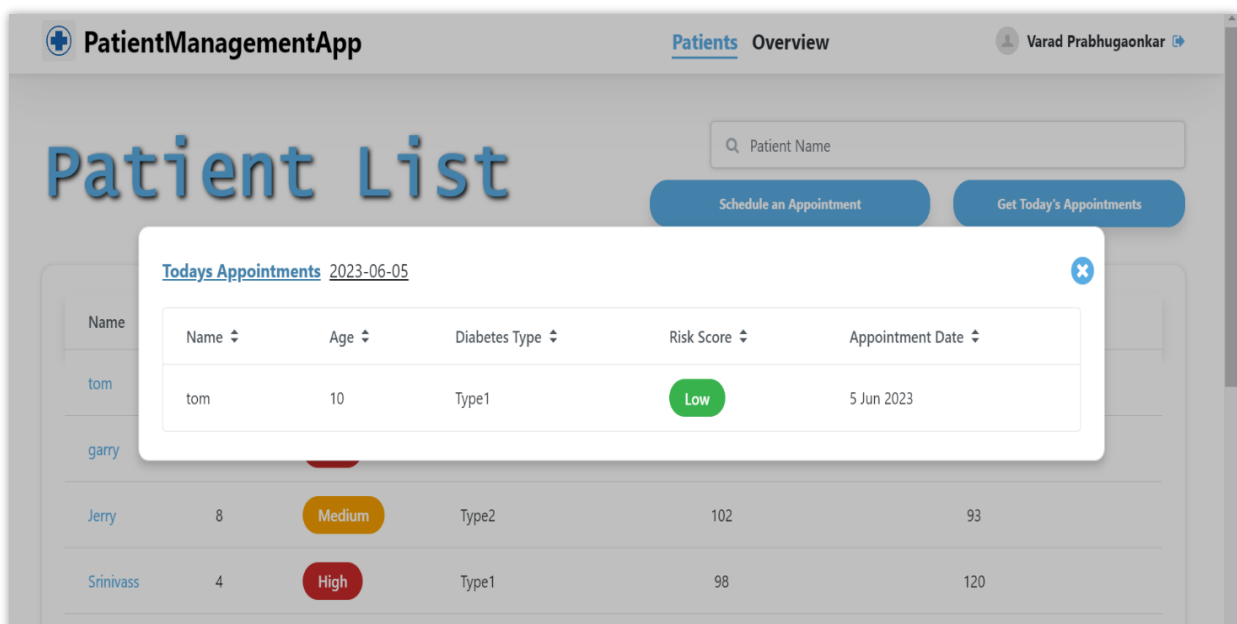 PatientManagementApp Patients Overview Varad Prabhugaonkar
Patient List
Patient Name
Schedule an Appointment Get Today's Appointments
Todays Appointments 2023-06-05
Name
Name Age Diabetes Type Risk Score Appointment Date
tom
tom 10 Type1 Low 5 Jun 2023
garry
Jerry 8 Medium Type2 102 93
Srinivass 4 High Type1 98 120